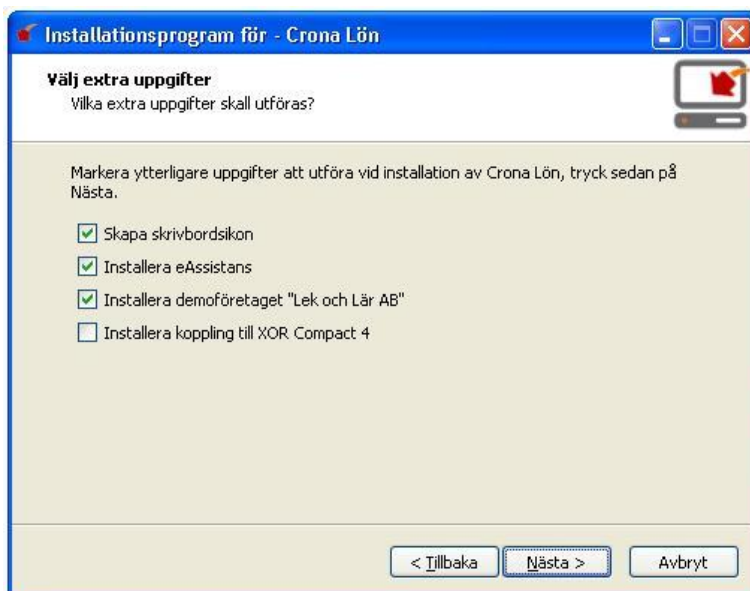 Installationsprogram för - Crona Lön
Välj extra uppgifter
Vilka extra uppgifter skall utföras?
Markera ytterligare uppgifter att utföra vid installation av Crona Lön, tryck sedan på
Nästa.
Skapa skrivbordsikon
Installera eAssistans
Installera demoföretaget "Lek och Lär AB"
Installera koppling till XOR Compact 4
< Tillbaka
Nästa >
Avbryt